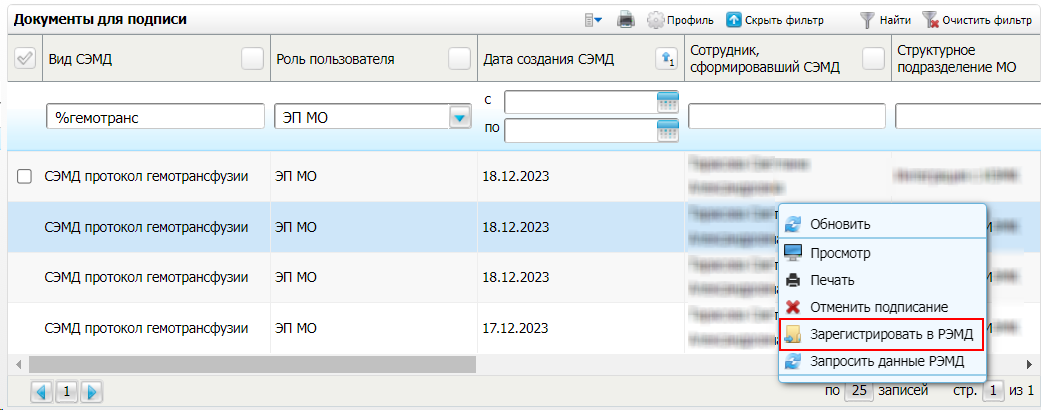 Документы для подписи
Профиль
Скрыть фильтр
Найти
Очистить фильтр
Вид СЭМД
Роль пользователя
Дата создания СЭМД
1
Сотрудник,
сформировавший СЭМД
Структурное
подразделение МО
%гемотранс
ЭП МО
с
по
СЭМД протокол гемотрансфузии ЭП МО 18.12.2023
СЭМД протокол гемотрансфузии ЭП МО 18.12.2023
СЭМД протокол гемотрансфузии ЭП МО 18.12.2023
СЭМД протокол гемотрансфузии ЭП МО 17.12.2023
Обновить
Просмотр
Печать
Отменить подписание
Зарегистрировать в РЭМД
Запросить данные РЭМД
1
по 25 записей стр. 1 из 1